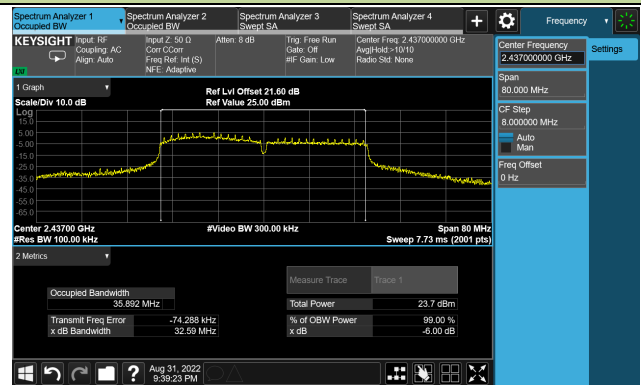 Spectrum Analyzer 1
Occupied BW
Spectrum Analyzer 2
Occupied BW
Spectrum Analyzer 3
Swept SA
Spectrum Analyzer 4
Swept SA
Frequency
KEYSIGHT
Input: RF
Coupling: AC
Align: Auto
Input Z: 50 Ω
Corr CCorr
Freq Ref: Int (S)
NFE: Adaptive
Atten: 8 dB
Trig: Free Run
Gate: Off
#IF Gain: Low
Center Freq: 2.437000000 GHz
Avg|Hold:>10/10
Radio Std: None
LXI
Center Frequency
2.437000000 GHz
Settings
Span
80.000 MHz
CF Step
8.000000 MHz
Auto
Man
Freq Offset
0 Hz
1 Graph
Scale/Div 10.0 dB
Ref Lvl Offset 21.60 dB
Ref Value 25.00 dBm
Log
15.0
5.00
-5.00
-15.0
-25.0
-35.0
-45.0
-55.0
-65.0
Center 2.43700 GHz
#Res BW 100.00 kHz
#Video BW 300.00 kHz
Span 80 MHz
Sweep 7.73 ms (2001 pts)
2 Metrics
Measure Trace
Trace 1
Occupied Bandwidth
35.892 MHz
Total Power
23.7 dBm
Transmit Freq Error
-74.288 kHz
% of OBW Power
99.00 %
x dB Bandwidth
32.59 MHz
x dB
-6.00 dB
Aug 31, 2022
9:39:23 PM